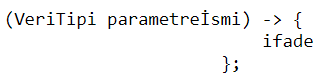 (VeriTipi parametreİsmi) -> {
ifade
};